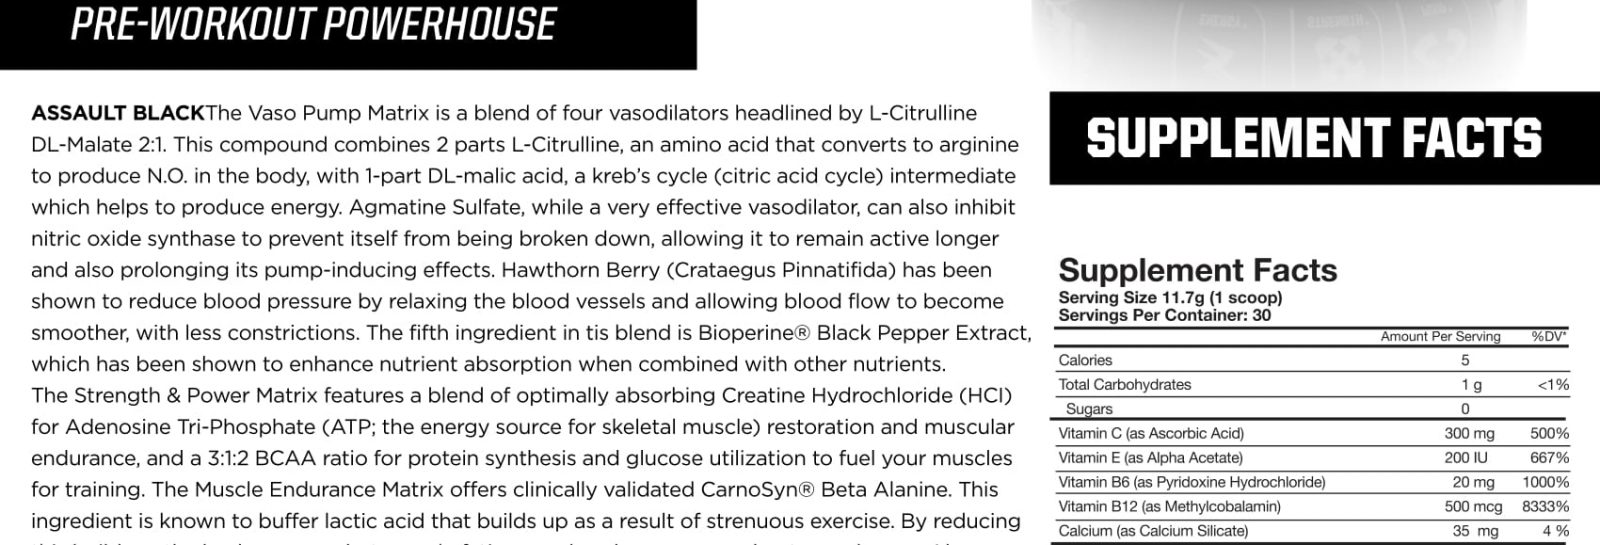 PRE-WORKOUT POWERHOUSE
ASSAULT BLACKThe Vaso Pump Matrix is a blend of four vasodilators headlined by L-Citrulline
DL-Malate 2:1. This compound combines 2 parts L-Citrulline, an amino acid that converts to arginine
to produce N.O. in the body, with 1-part DL-malic acid, a kreb's cycle (citric acid cycle) intermediate
which helps to produce energy. Agmatine Sulfate, while a very effective vasodilator, can also inhibit
nitric oxide synthase to prevent itself from being broken down, allowing it to remain active longer
and also prolonging its pump-inducing effects. Hawthorn Berry (Crataegus Pinnatifida) has been
shown to reduce blood pressure by relaxing the blood vessels and allowing blood flow to become
smoother, with less constrictions. The fifth ingredient in tis blend is Bioperine® Black Pepper Extract,
which has been shown to enhance nutrient absorption when combined with other nutrients.
The Strength & Power Matrix features a blend of optimally absorbing Creatine Hydrochloride (HCI)
for Adenosine Tri-Phosphate (ATP; the energy source for skeletal muscle) restoration and muscular
endurance, and a 3:1:2 BCAA ratio for protein synthesis and glucose utilization to fuel your muscles
for training. The Muscle Endurance Matrix offers clinically validated CarnoSyn® Beta Alanine. This
ingredient is known to buffer lactic acid that builds up as a result of strenuous exercise. By reducing
SUPPLEMENT FACTS
Supplement Facts
Serving Size 11.7g (1 scoop)
Servings Per Container: 30
Amount Per Serving %DV*
Calories 5
Total Carbohydrates 1 g <1%
Sugars 0
Vitamin C (as Ascorbic Acid) 300 mg 500%
Vitamin E (as Alpha Acetate) 200 IU 667%
Vitamin B6 (as Pyridoxine Hydrochloride) 20 mg 1000%
Vitamin B12 (as Methylcobalamin) 500 mcg 8333%
Calcium (as Calcium Silicate) 35 mg 4 %